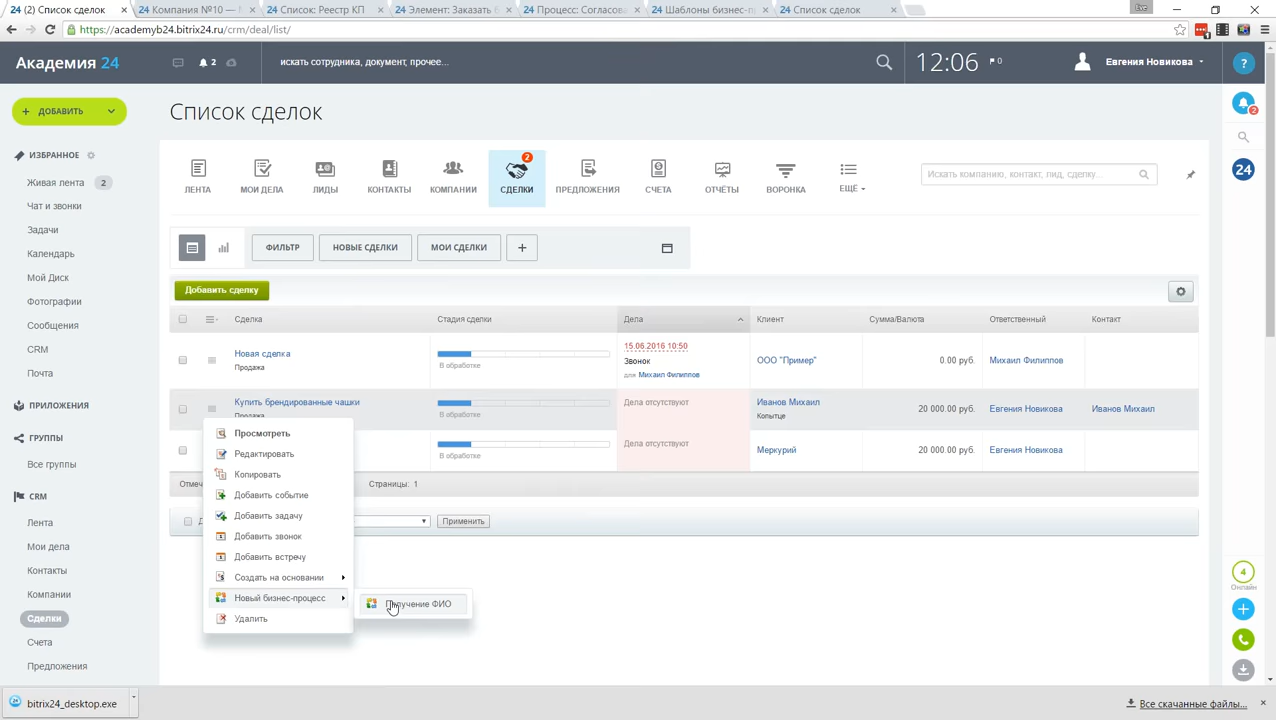 24 (2) Список сделок
24 Компания №10 — М
24 Список: Реестр КП
24 Элемент: Заказать б
24 Процесс: Согласова
24 Шаблоны бизнес-пр
24 Список сделок
https://academyb24.bitrix24.ru/crm/deal/list/
Академия 24
2
искать сотрудника, документ, прочее...
12:06
0
Евгения Новикова
?
ДОБАВИТЬ
Список сделок
ИЗБРАННОЕ
Живая лента 2
Чат и звонки
Задачи
Календарь
Мой Диск
Фотографии
Сообщения
CRM
Почта
ПРИЛОЖЕНИЯ
ГРУППЫ
Все группы
CRM
Лента
Мои дела
Контакты
Компании
Сделки
Счета
Предложения
ЛЕНТА
МОИ ДЕЛА
ЛИДЫ
КОНТАКТЫ
КОМПАНИИ
2
СДЕЛКИ
ПРЕДЛОЖЕНИЯ
СЧЕТА
ОТЧЁТЫ
ВОРОНКА
ЕЩЕ
Искать компанию, контакт, лид, сделку...
ФИЛЬТР
НОВЫЕ СДЕЛКИ
МОИ СДЕЛКИ
+
Добавить сделку
Сделка Стадия сделки Дела Клиент Сумма/Валюта Ответственный Контакт
Новая сделка
Продажа
В обработке
15.06.2016 10:50
Звонок
для Михаил Филиппов
ООО "Пример"
0.00 руб.
Михаил Филиппов
Купить брендированные чашки
Продажа
В обработке
Дела отсутствуют
Иванов Михаил
Копытце
20 000.00 руб.
Евгения Новикова
Иванов Михаил
В обработке
Дела отсутствуют
Меркурий
20 000.00 руб.
Евгения Новикова
Отмеч
Страницы: 1
Применить
Просмотреть
Редактировать
Копировать
Добавить событие
Добавить задачу
Добавить звонок
Добавить встречу
Создать на основании
Новый бизнес-процесс
Удалить
ФИО
2
24
4
Онлайн
bitrix24_desktop.exe
Все скачанные файлы...